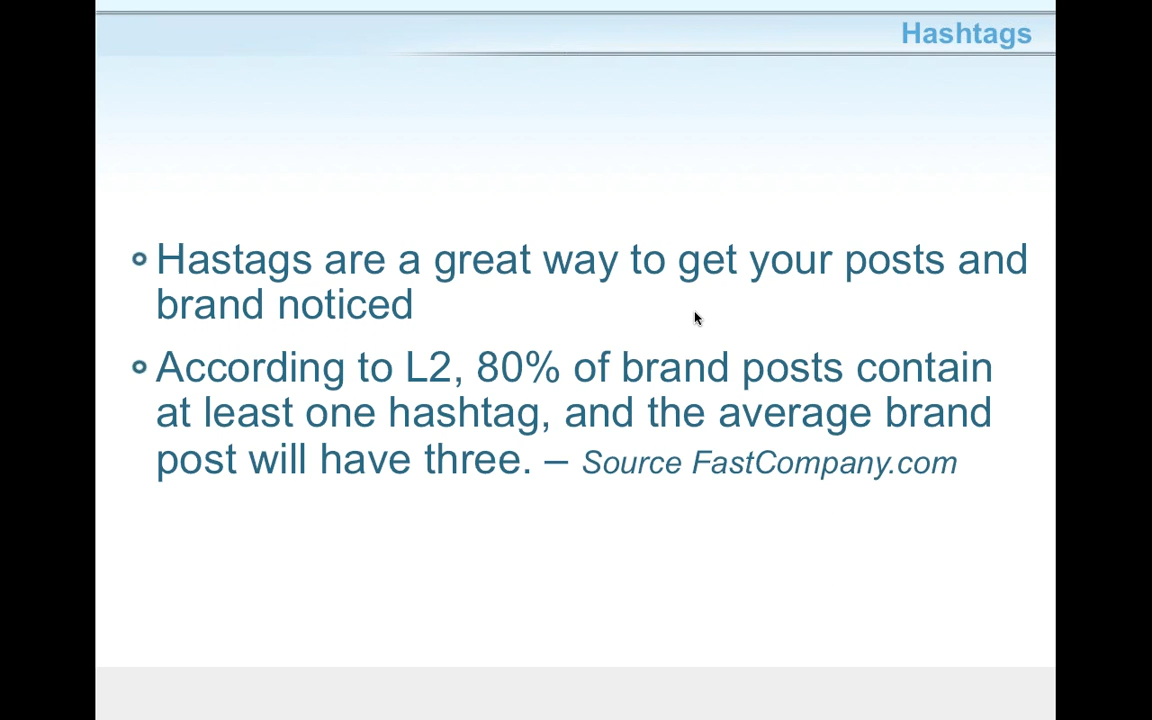 Hashtags
Hastags are a great way to get your posts and
brand noticed
According to L2, 80% of brand posts contain
at least one hashtag, and the average brand
post will have three. – Source FastCompany.com